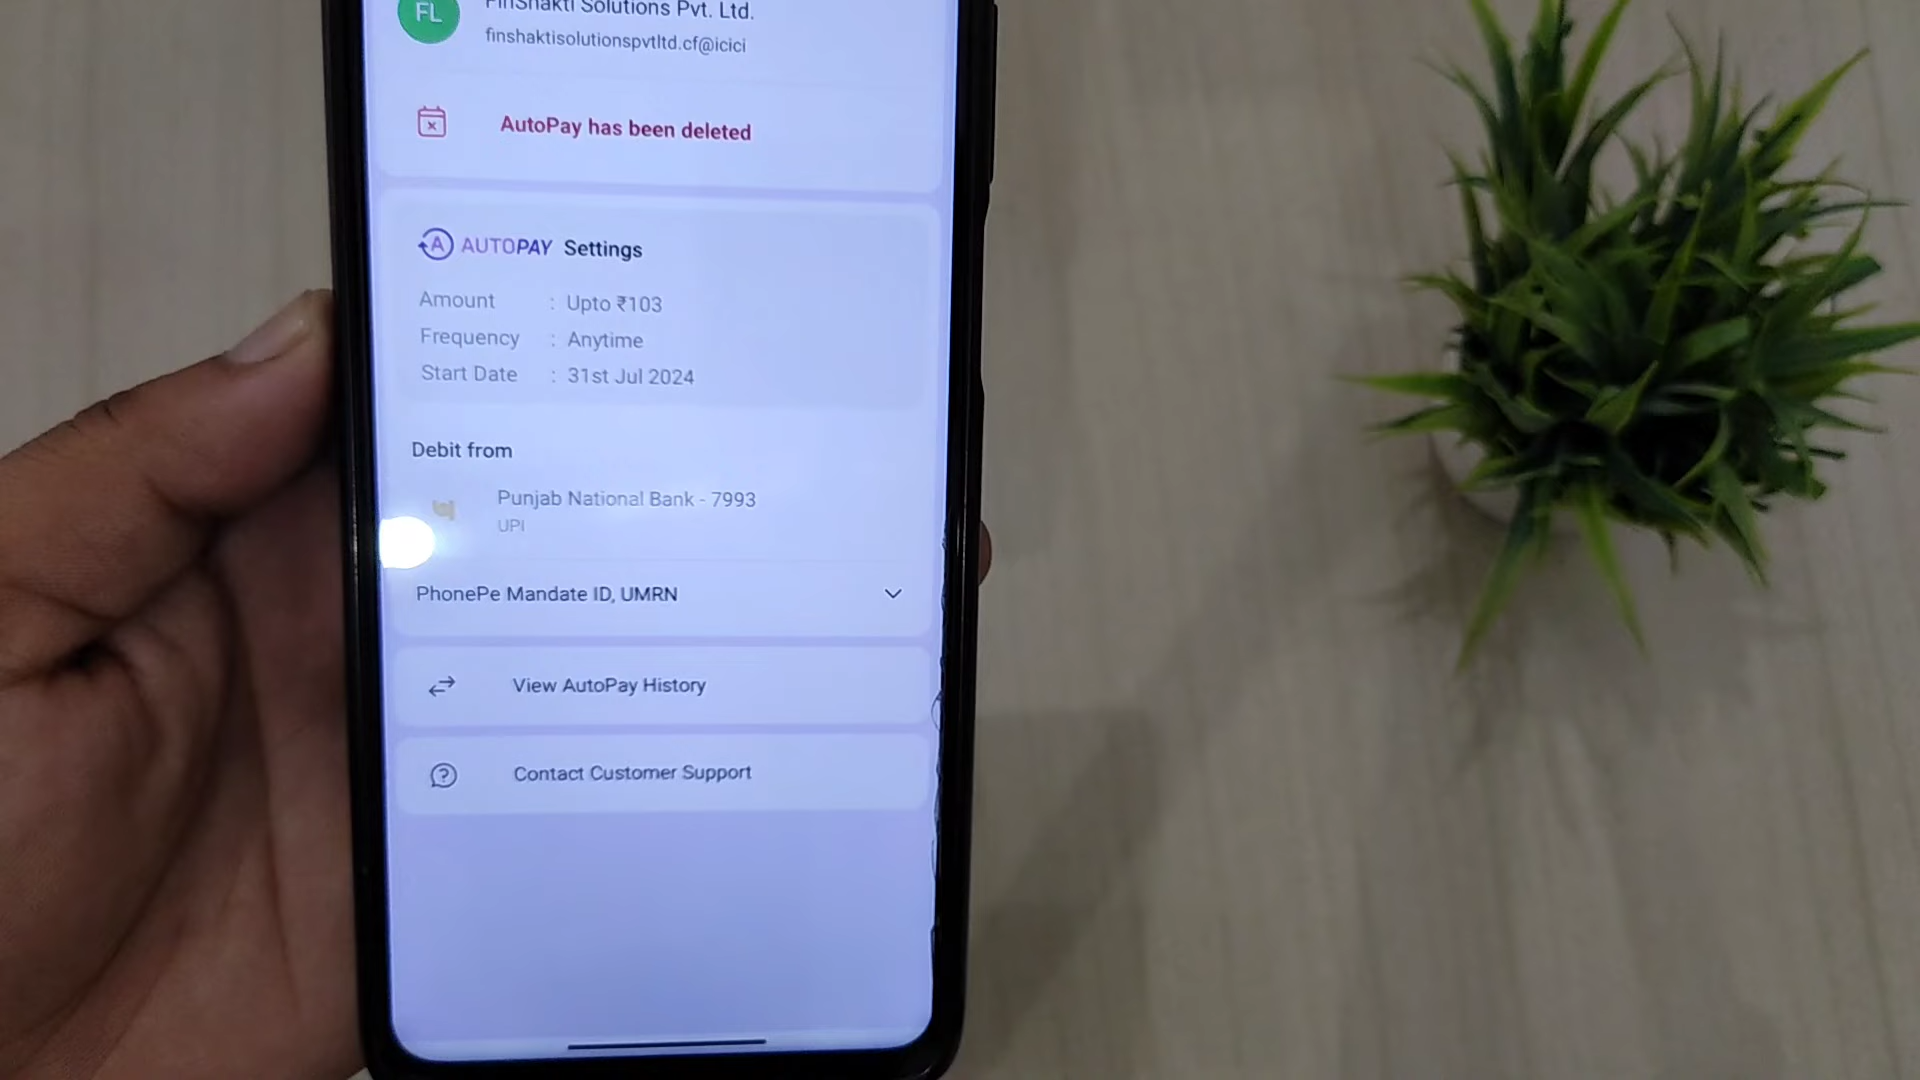 FL
FinShakti Solutions Pvt. Ltd.
finshaktisolutionspvtltd.cf@icici
AutoPay has been deleted
AUTOPAY Settings
Amount : Upto ₹103
Frequency : Anytime
Start Date : 31st Jul 2024
Debit from
Punjab National Bank - 7993
UPI
PhonePe Mandate ID, UMRN
View AutoPay History
Contact Customer Support